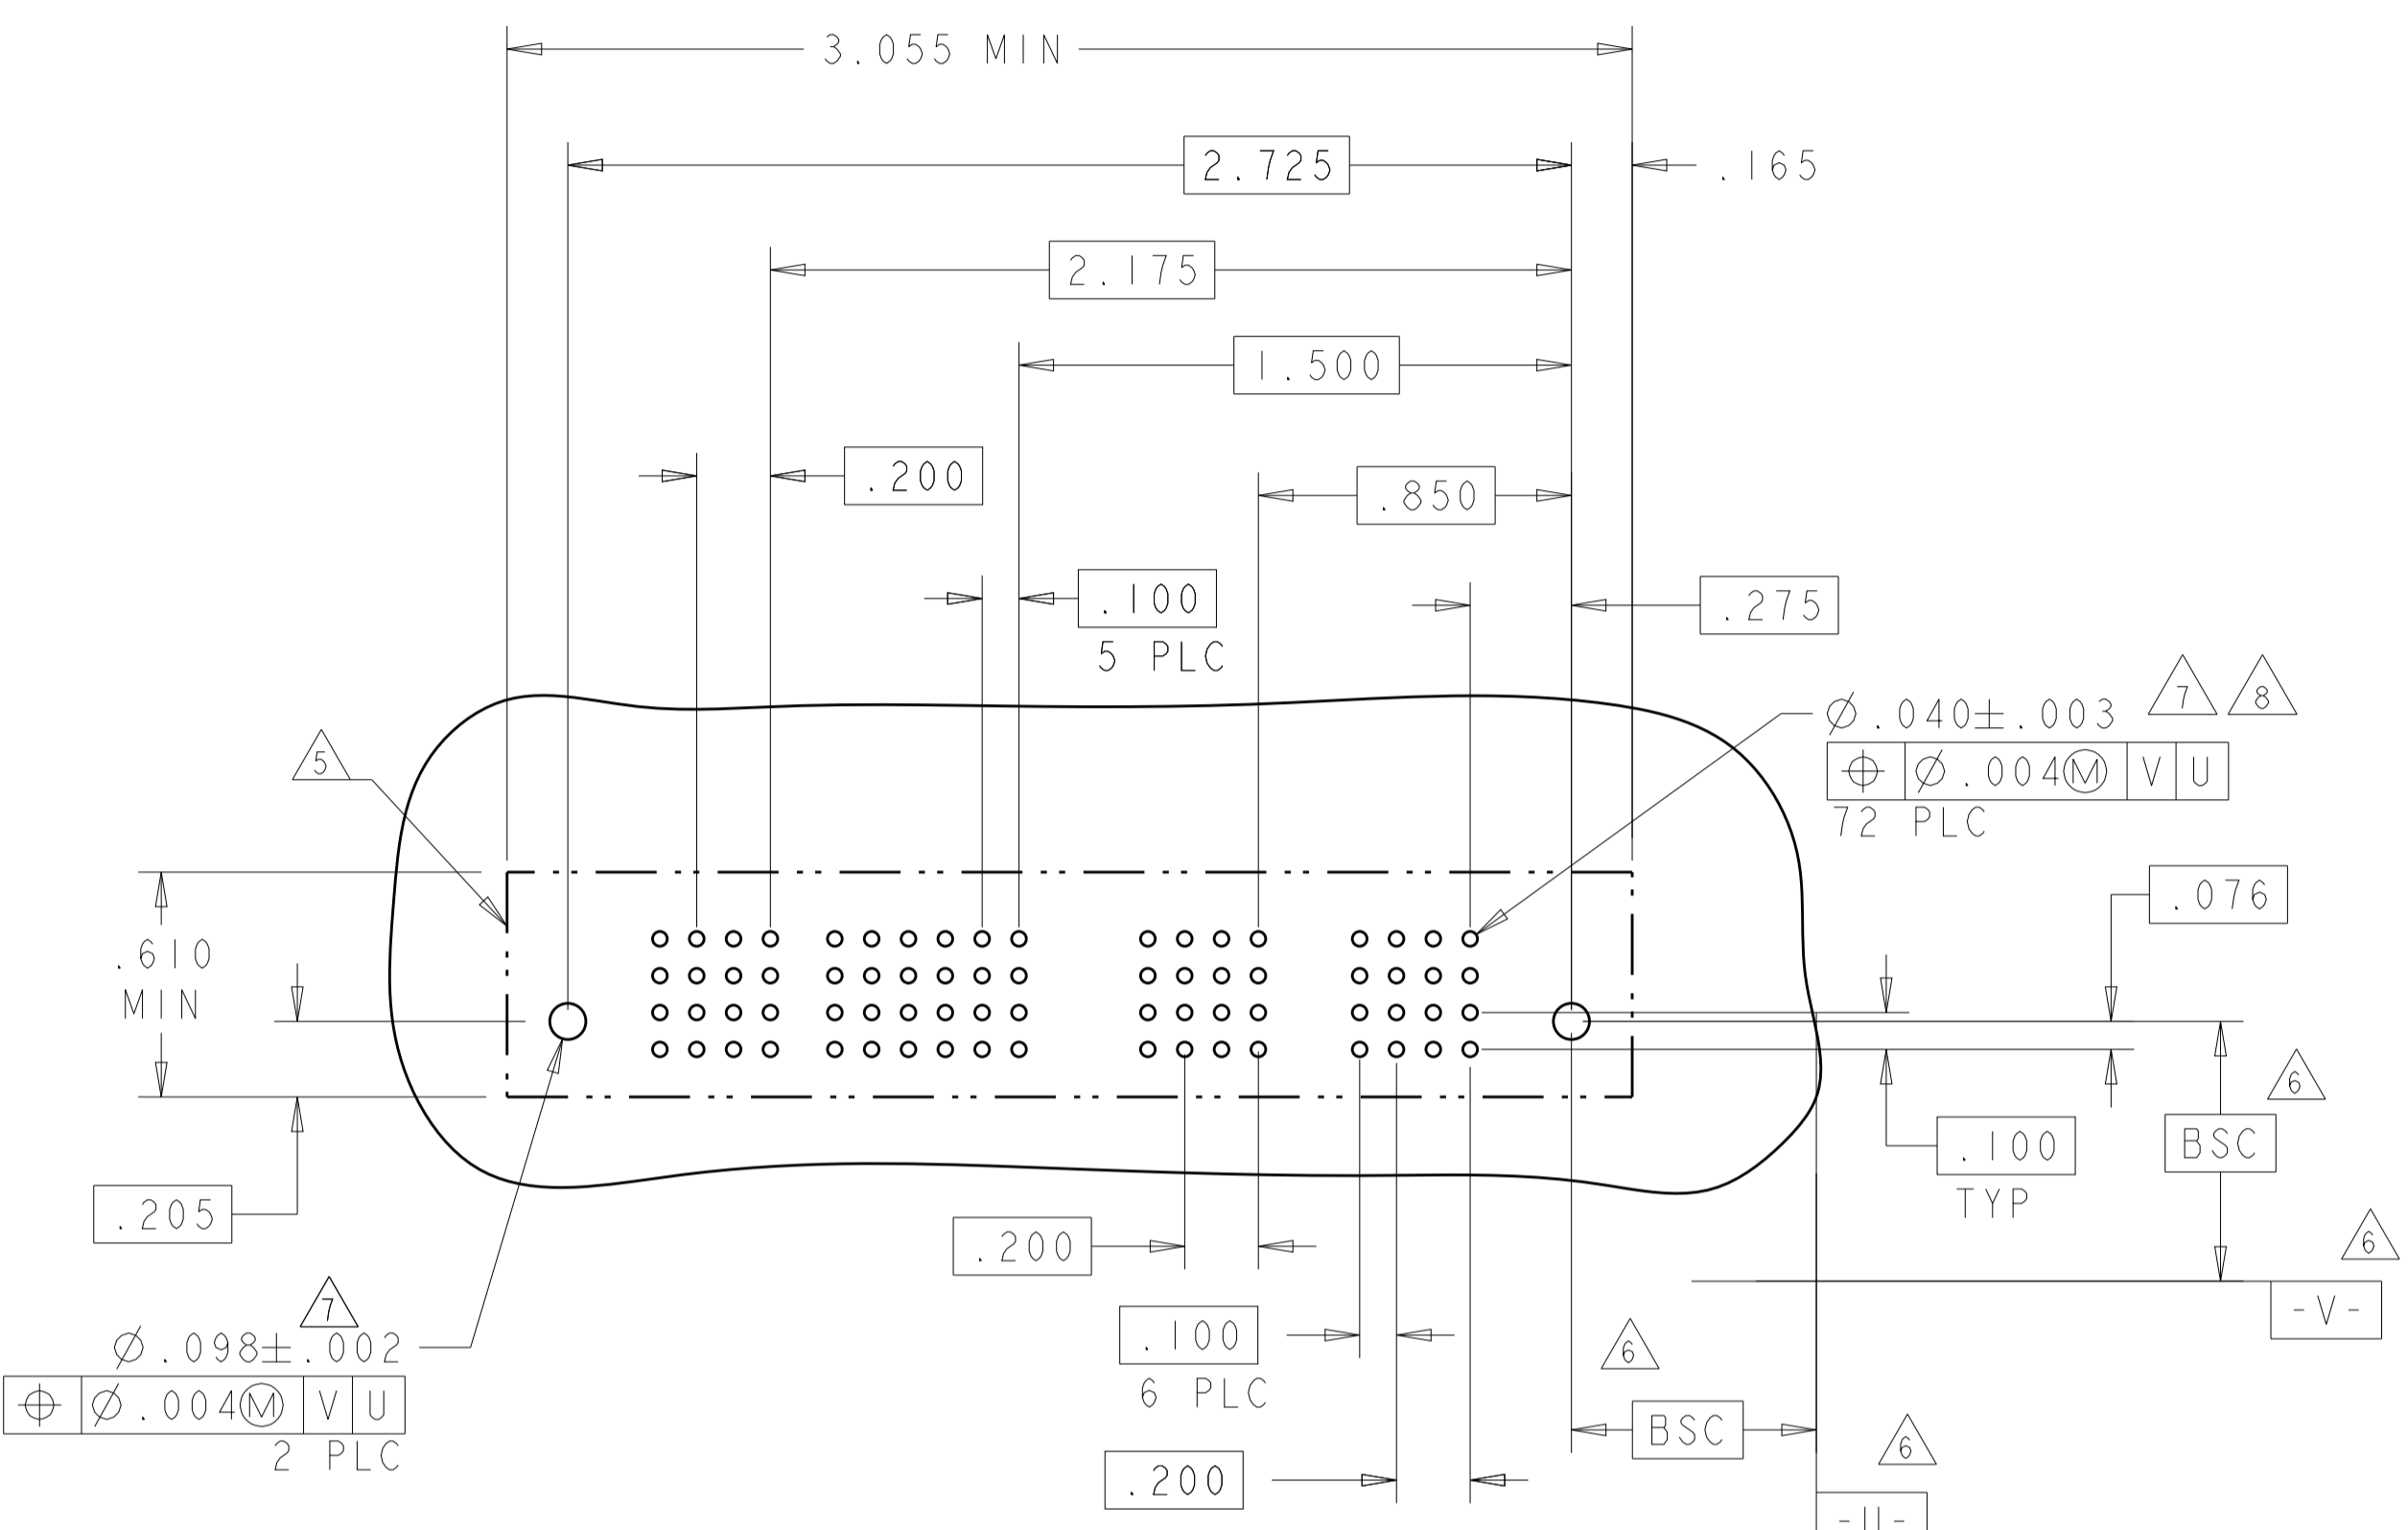 3.055 MIN
2.725
.165
2.175
1.500
.200
.850
.100
5 PLC
.275
7
8
Ø.040±.003
⌖ Ø.004Ⓜ V U
72 PLC
5
.076
.610
MIN
6
.100
TYP
BSC
.205
.200
6
-V-
7
Ø.098±.002
⌖ Ø.004Ⓜ V U
2 PLC
.100
6 PLC
6
BSC
6
.200
-U-